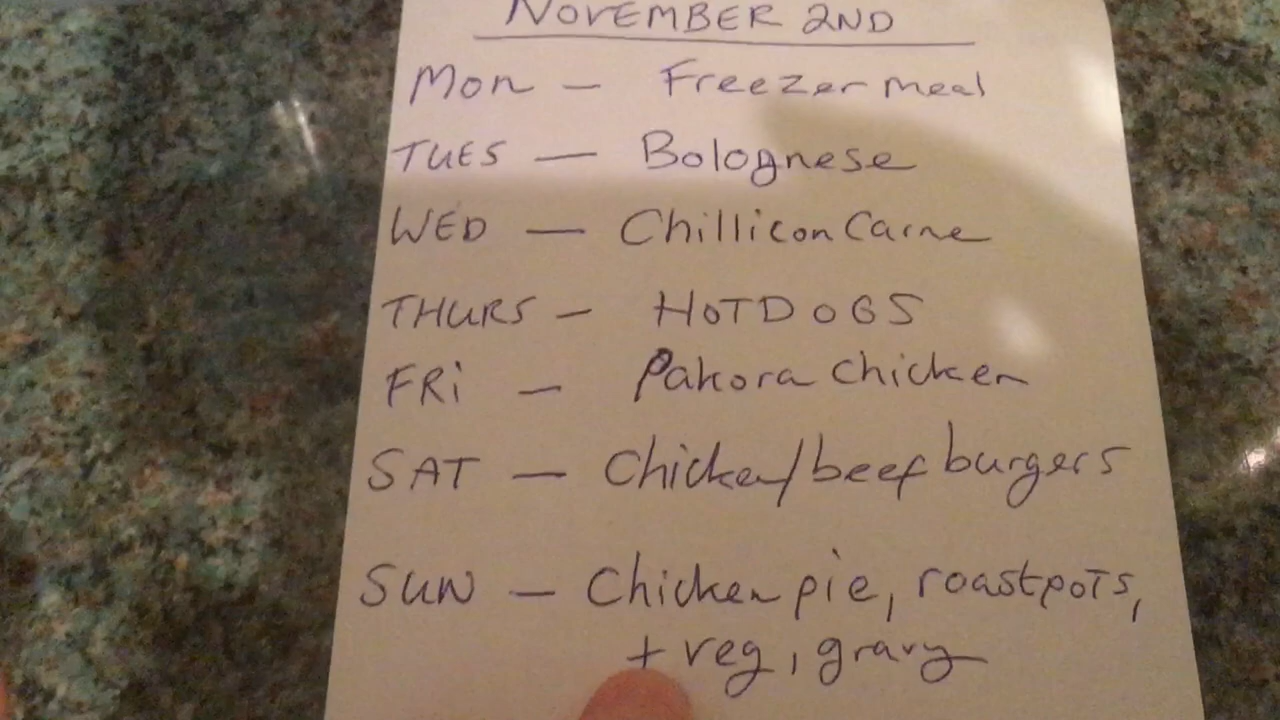 NOVEMBER 2ND
Mon — Freezer meal
TUES — Bolognese
WED — Chilli con Carne
THURS — HOTDOGS
FRi — Pakora chicken
SAT — Chicken/beef burgers
SUN — Chicken pie, roast pots,
+ veg, gravy